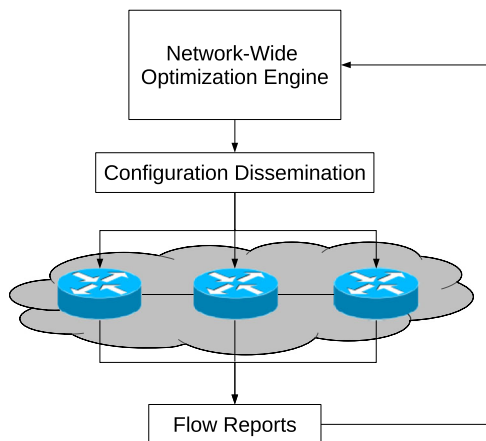 Network-Wide
Optimization Engine
Configuration Dissemination
Flow Reports